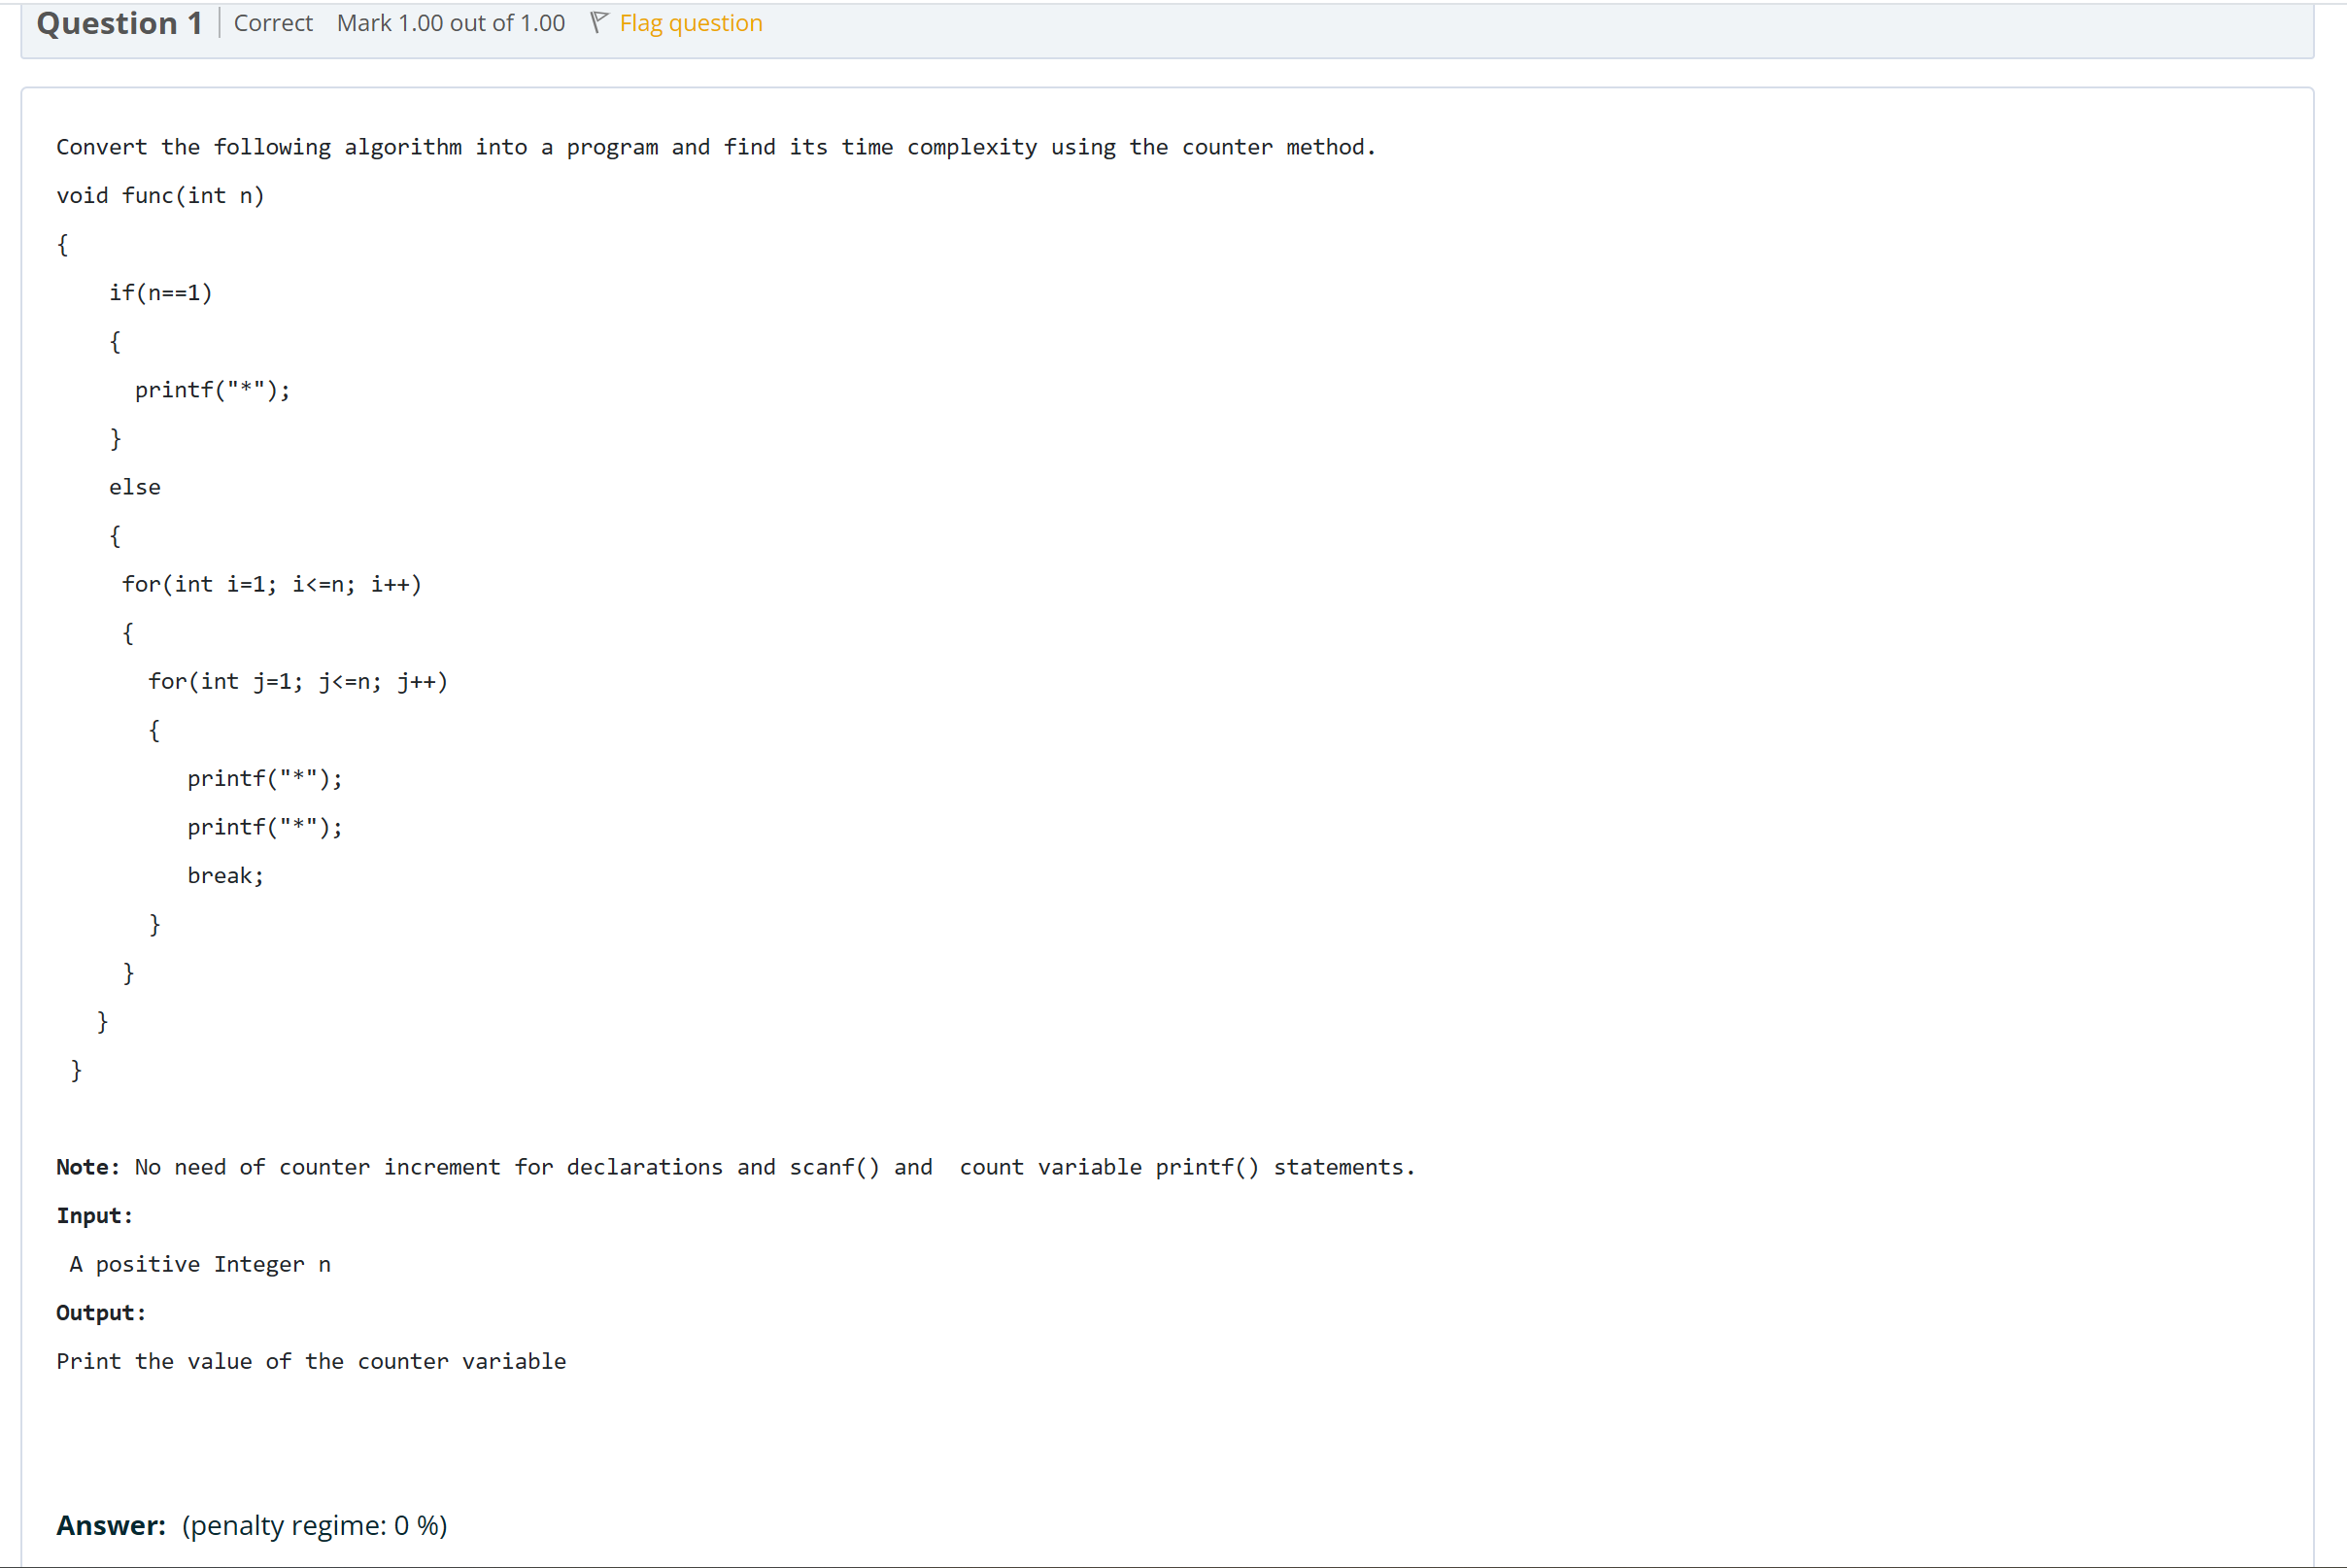 Question 1 Correct Mark 1.00 out of 1.00 Flag question
Convert the following algorithm into a program and find its time complexity using the counter method.
void func(int n)
{
    if(n==1)
    {
      printf("*");
    }
    else
    {
     for(int i=1; i<=n; i++)
     {
       for(int j=1; j<=n; j++)
       {
          printf("*");
          printf("*");
          break;
       }
     }
   }
 }
Note: No need of counter increment for declarations and scanf() and  count variable printf() statements.
Input:
 A positive Integer n
Output:
Print the value of the counter variable
Answer: (penalty regime: 0 %)